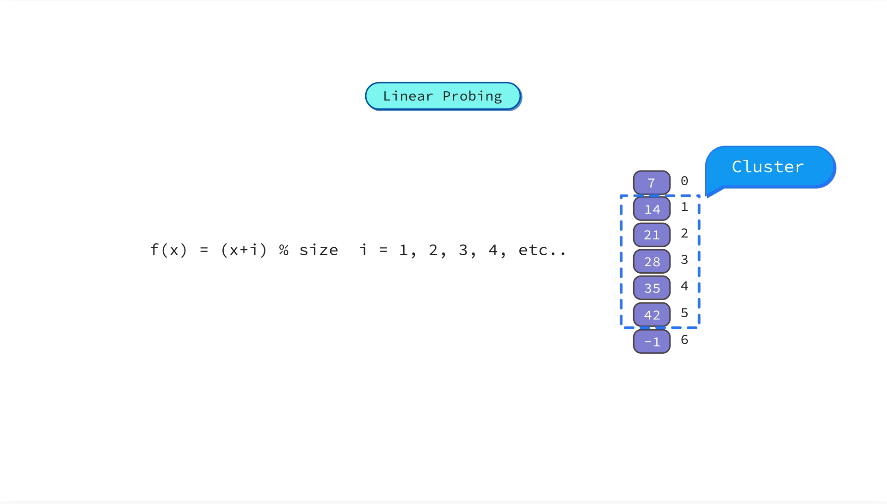 Linear Probing
Cluster
7 0
14 1
21 2
f(x) = (x+i) % size  i = 1, 2, 3, 4, etc..
28 3
35 4
42 5
-1 6